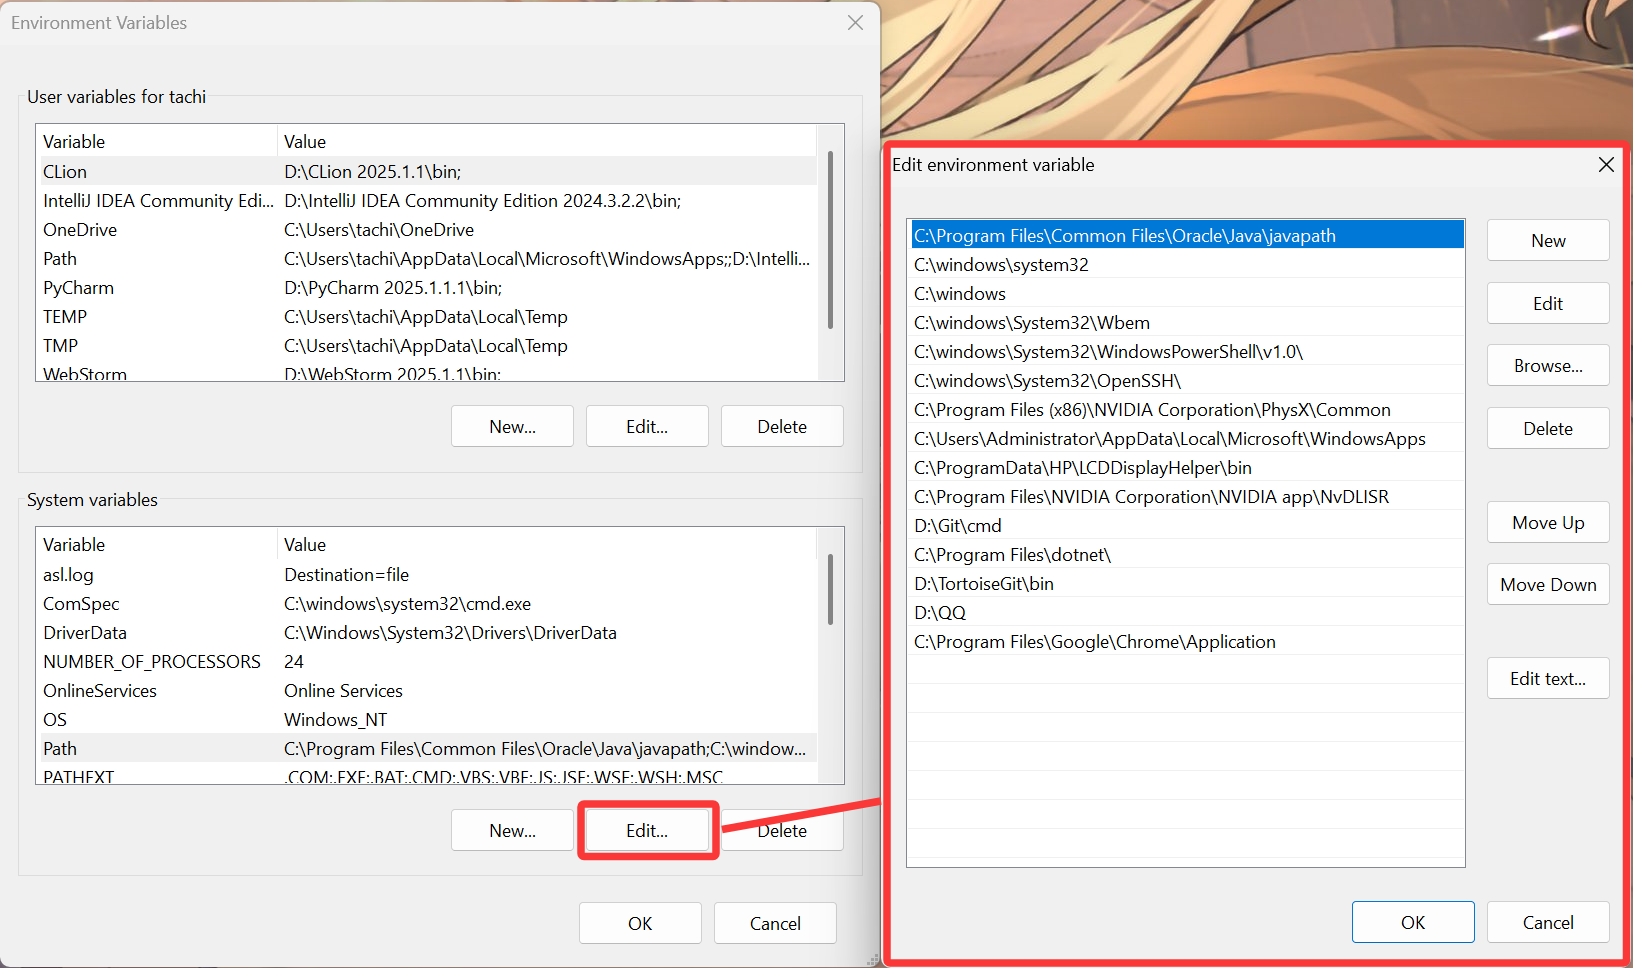 Environment Variables
User variables for tachi
Variable Value
CLion D:\CLion 2025.1.1\bin;
IntelliJ IDEA Community Edi... D:\IntelliJ IDEA Community Edition 2024.3.2.2\bin;
OneDrive C:\Users\tachi\OneDrive
Path C:\Users\tachi\AppData\Local\Microsoft\WindowsApps;;D:\Intelli...
PyCharm D:\PyCharm 2025.1.1.1\bin;
TEMP C:\Users\tachi\AppData\Local\Temp
TMP C:\Users\tachi\AppData\Local\Temp
WebStorm D:\WebStorm 2025.1.1\bin;
New... Edit... Delete
System variables
Variable Value
asl.log Destination=file
ComSpec C:\windows\system32\cmd.exe
DriverData C:\Windows\System32\Drivers\DriverData
NUMBER_OF_PROCESSORS 24
OnlineServices Online Services
OS Windows_NT
Path C:\Program Files\Common Files\Oracle\Java\javapath;C:\window...
PATHEXT .COM;.EXE;.BAT;.CMD;.VBS;.VBE;.JS;.JSE;.WSF;.WSH;.MSC
New... Edit... Delete
OK Cancel
Edit environment variable
C:\Program Files\Common Files\Oracle\Java\javapath
C:\windows\system32
C:\windows
C:\windows\System32\Wbem
C:\windows\System32\WindowsPowerShell\v1.0\
C:\windows\System32\OpenSSH\
C:\Program Files (x86)\NVIDIA Corporation\PhysX\Common
C:\Users\Administrator\AppData\Local\Microsoft\WindowsApps
C:\ProgramData\HP\LCDDisplayHelper\bin
C:\Program Files\NVIDIA Corporation\NVIDIA app\NvDLISR
D:\Git\cmd
C:\Program Files\dotnet\
D:\TortoiseGit\bin
D:\QQ
C:\Program Files\Google\Chrome\Application
New
Edit
Browse...
Delete
Move Up
Move Down
Edit text...
OK Cancel